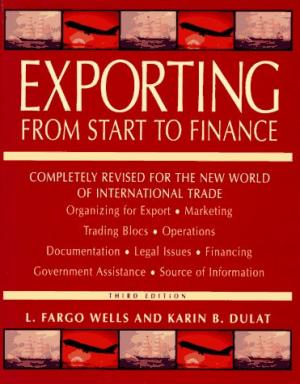 EXPORTING
FROM START TO FINANCE
COMPLETELY REVISED FOR THE NEW WORLD
OF INTERNATIONAL TRADE
Organizing for Export • Marketing
Trading Blocs • Operations
Documentation • Legal Issues • Financing
Government Assistance • Source of Information
THIRD EDITION
L. FARGO WELLS AND KARIN B. DULAT